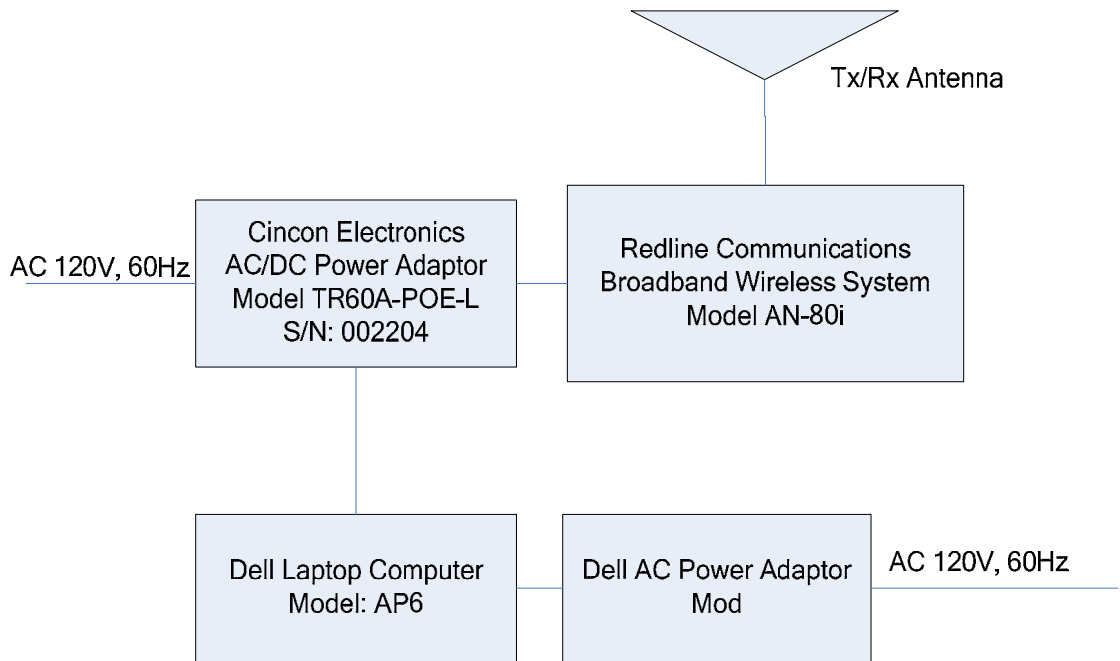 Tx/Rx Antenna
AC 120V, 60Hz
Cincon Electronics
AC/DC Power Adaptor
Model TR60A-POE-L
S/N: 002204
Redline Communications
Broadband Wireless System
Model AN-80i
Dell Laptop Computer
Model: AP6
Dell AC Power Adaptor
Mod
AC 120V, 60Hz